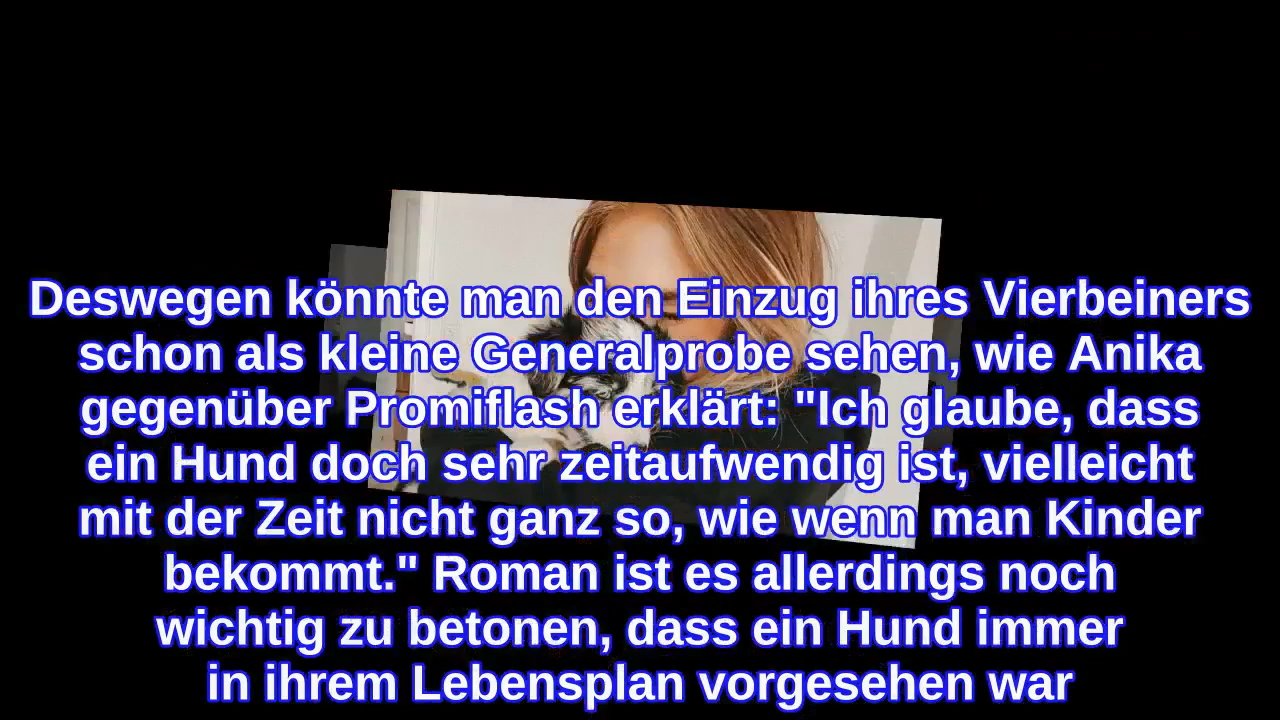 Deswegen könnte man den Einzug ihres Vierbeiners
schon als kleine Generalprobe sehen, wie Anika
gegenüber Promiflash erklärt: "Ich glaube, dass
ein Hund doch sehr zeitaufwendig ist, vielleicht
mit der Zeit nicht ganz so, wie wenn man Kinder
bekommt." Roman ist es allerdings noch
wichtig zu betonen, dass ein Hund immer
in ihrem Lebensplan vorgesehen war